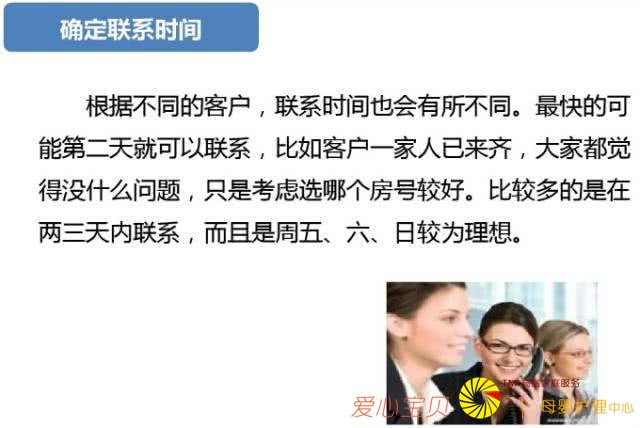 确定联系时间
根据不同的客户，联系时间也会有所不同。最快的可
能第二天就可以联系，比如客户一家人已来齐，大家都觉
得没什么问题，只是考虑选哪个房号较好。比较多的是在
两三天内联系，而且是周五、六、日较为理想。
TM
家庭服务
爱心宝贝
母婴护理中心